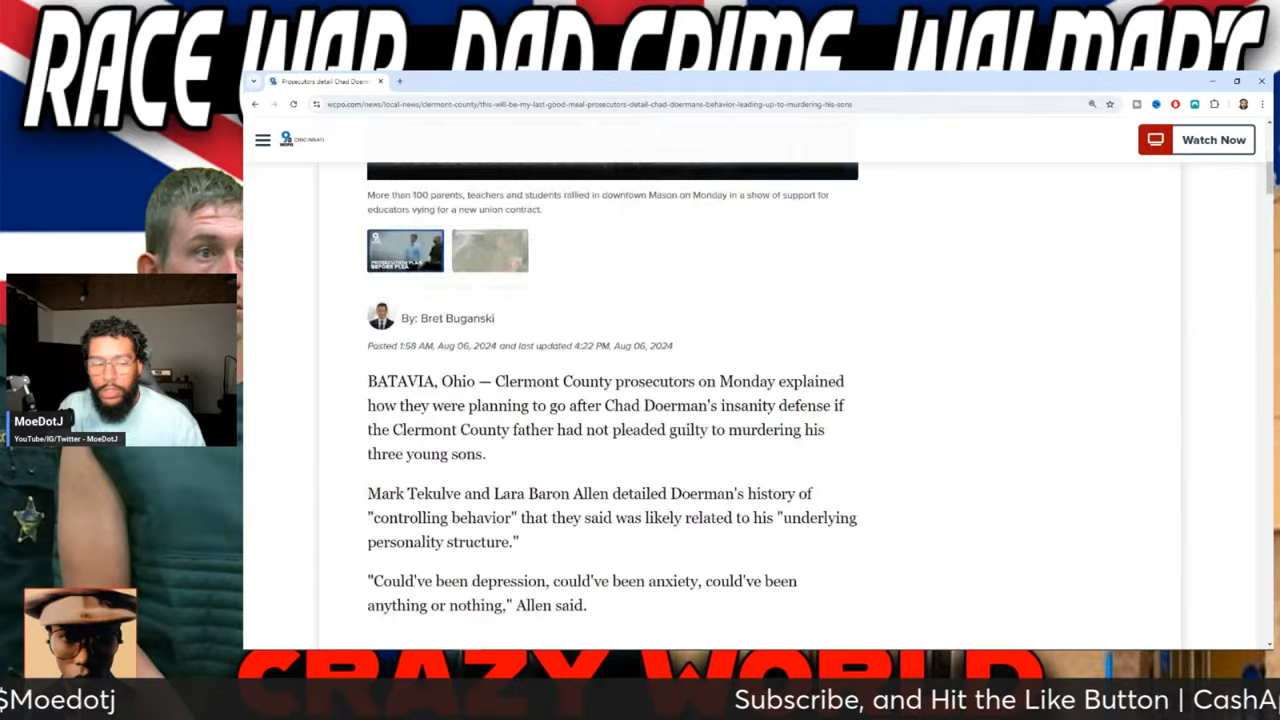 RACE WAR, DAD CRIME, WALMART
Prosecutors detail Chad Doerm
wcpo.com/news/local-news/clermont-county/this-will-be-my-last-good-meal-prosecutors-detail-chad-doermans-behavior-leading-up-to-murdering-his-sons
9
WCPO
CINCINNATI
Watch Now
More than 100 parents, teachers and students rallied in downtown Mason on Monday in a show of support for
educators vying for a new union contract.
PROSECUTION PLAN
BEFORE PLEA
By: Bret Buganski
Posted 1:58 AM, Aug 06, 2024 and last updated 4:22 PM, Aug 06, 2024
BATAVIA, Ohio — Clermont County prosecutors on Monday explained
how they were planning to go after Chad Doerman's insanity defense if
the Clermont County father had not pleaded guilty to murdering his
three young sons.
Mark Tekulve and Lara Baron Allen detailed Doerman's history of
"controlling behavior" that they said was likely related to his "underlying
personality structure."
"Could've been depression, could've been anxiety, could've been
anything or nothing," Allen said.
MoeDotJ
YouTube/IG/Twitter - MoeDotJ
CRAZY WORLD
$Moedotj
Subscribe, and Hit the Like Button | CashA